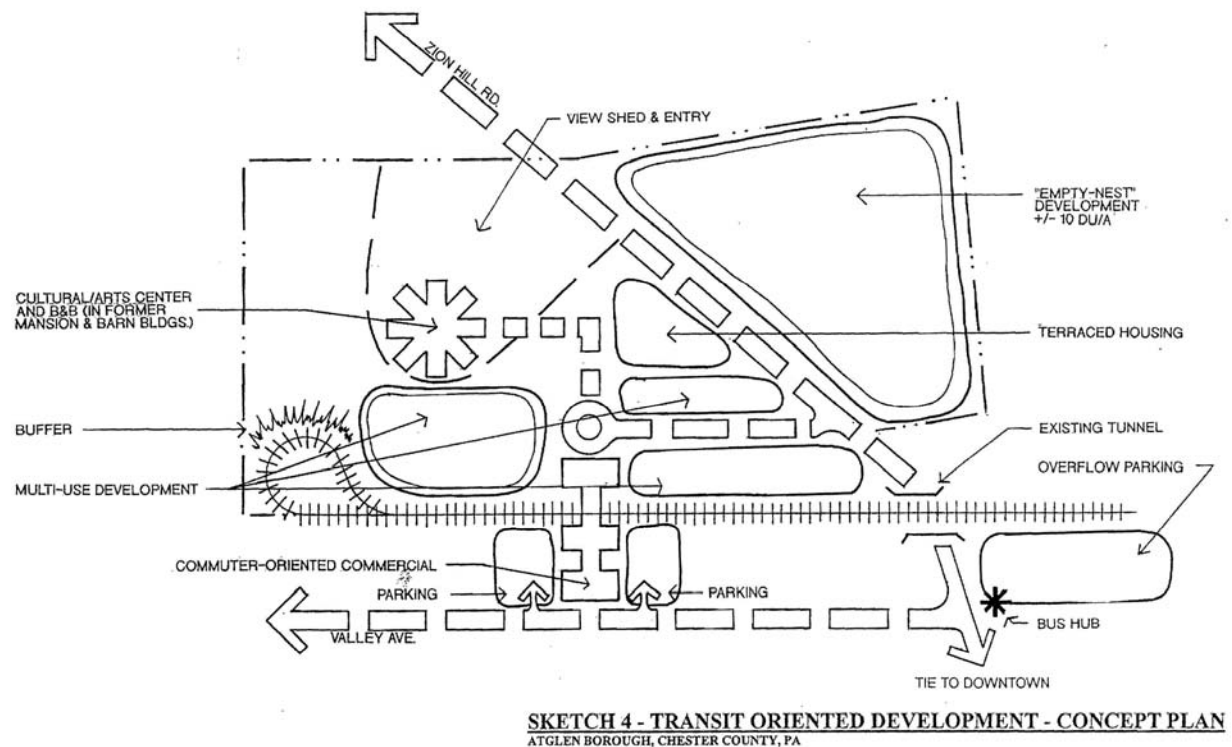 ZION HILL RD.
VIEW SHED & ENTRY
"EMPTY-NEST"
DEVELOPMENT
+/- 10 DU/A
CULTURAL/ARTS CENTER
AND B&B (IN FORMER
MANSION & BARN BLDGS.)
TERRACED HOUSING
BUFFER
EXISTING TUNNEL
OVERFLOW PARKING
MULTI-USE DEVELOPMENT
COMMUTER-ORIENTED COMMERCIAL
PARKING
PARKING
VALLEY AVE.
BUS HUB
TIE TO DOWNTOWN
SKETCH 4 - TRANSIT ORIENTED DEVELOPMENT - CONCEPT PLAN
ATGLEN BOROUGH, CHESTER COUNTY, PA